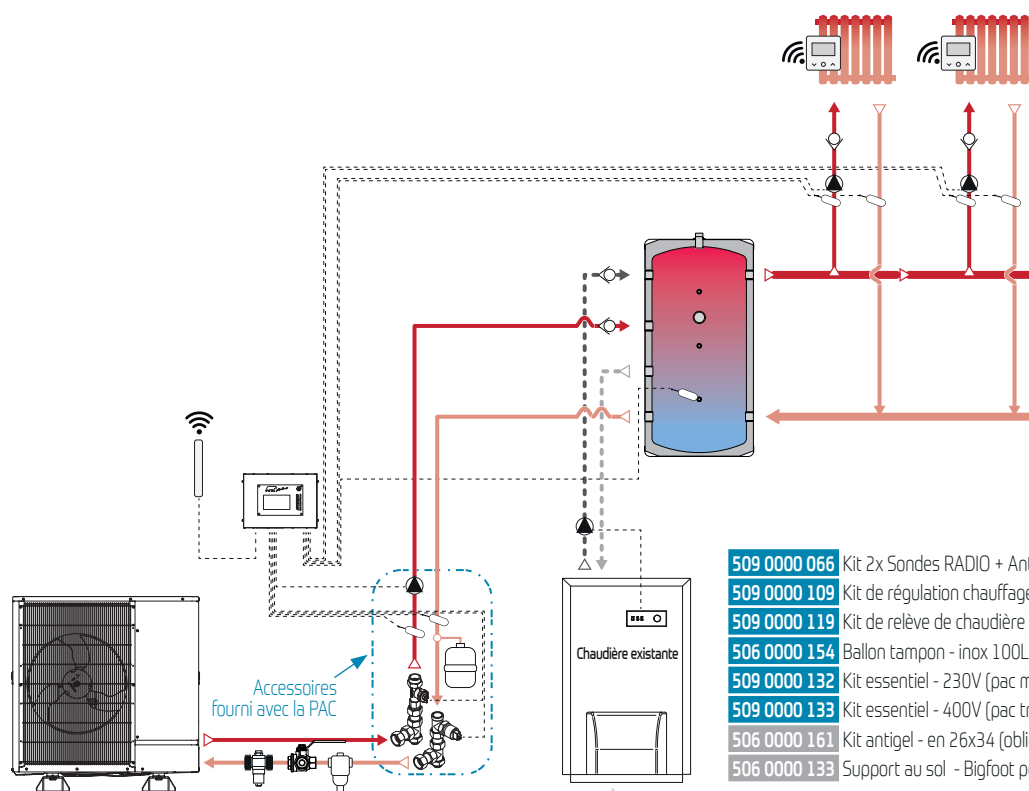 Accessoires
fourni avec la PAC
Chaudière existante
509 0000 066 Kit 2x Sondes RADIO + Ant
509 0000 109 Kit de régulation chauffage
509 0000 119 Kit de relève de chaudière
506 0000 154 Ballon tampon - inox 100L
509 0000 132 Kit essentiel - 230V (pac m
509 0000 133 Kit essentiel - 400V (pac tr
506 0000 161 Kit antigel - en 26x34 (obli
506 0000 133 Support au sol - Bigfoot p